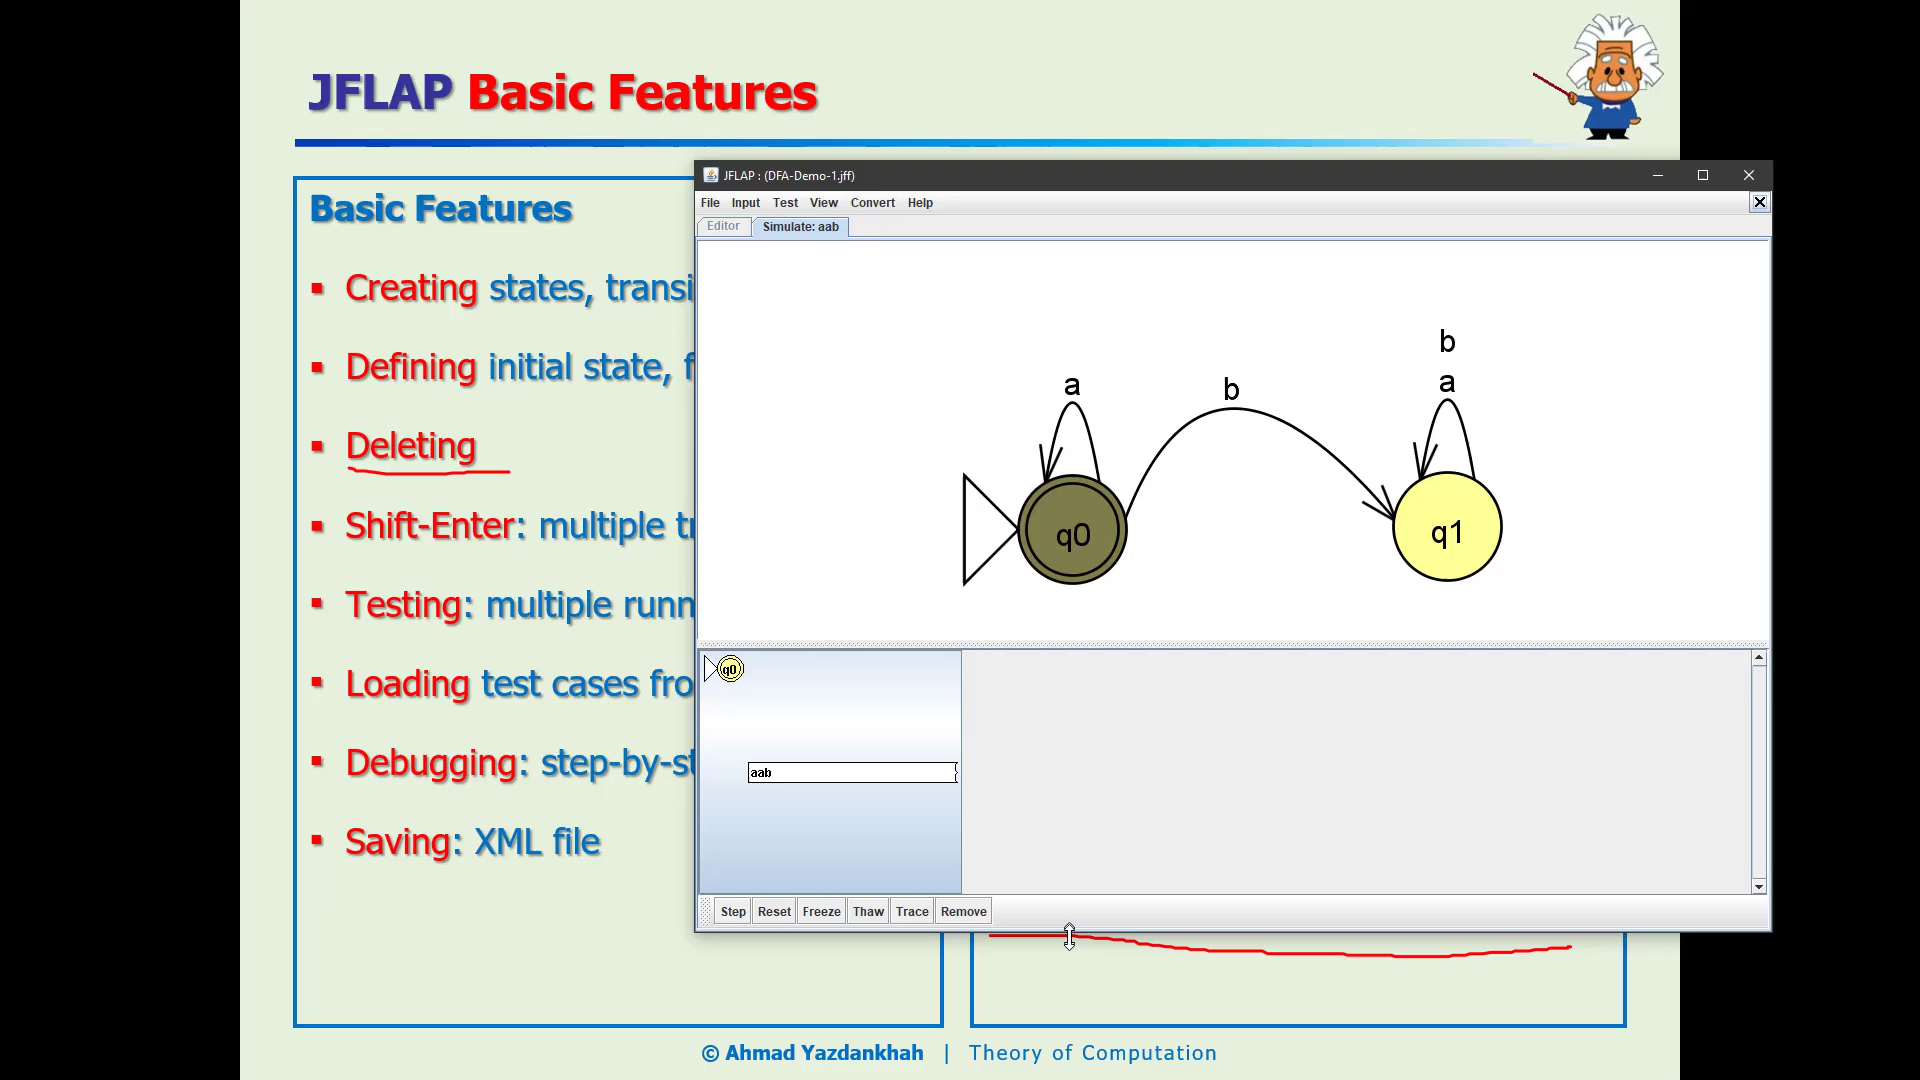 JFLAP Basic Features
Basic Features
Creating states, transi
Defining initial state, f
Deleting
Shift-Enter: multiple tr
Testing: multiple runn
Loading test cases fro
Debugging: step-by-st
Saving: XML file
JFLAP : (DFA-Demo-1.jff)
File Input Test View Convert Help
Editor Simulate: aab
b
a b a
q0 q1
q0
aab
Step Reset Freeze Thaw Trace Remove
© Ahmad Yazdankhah | Theory of Computation